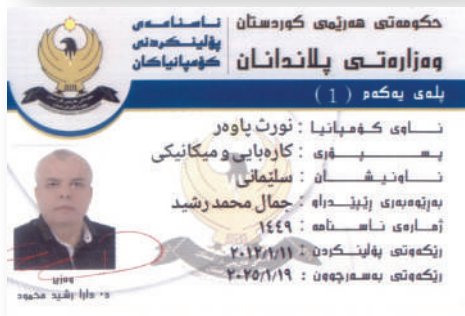 حکومەتی هەرێمی کوردستان
وەزارەتی پلاندانان
ناسنامەی
پۆلینکردنی
کۆمپانیاکان
پلەی یەکەم ( 1 )
ناوی کۆمپانیا : نورث پاوەر
پسپۆری : کارەبایی و میکانیکی
ناونیشان : سلێمانی
بەڕێوەبەری ڕێپێدراو : جمال محمد رشید
ژمارەی ناسنامە : ١٤٤٩
ڕێکەوتی پۆلینکردن : ٢٠١٢/١/١١
ڕێکەوتی بەسەرچوون : ٢٠٢٥/١/١٩
وەزیر
د. دارا رشید محمود